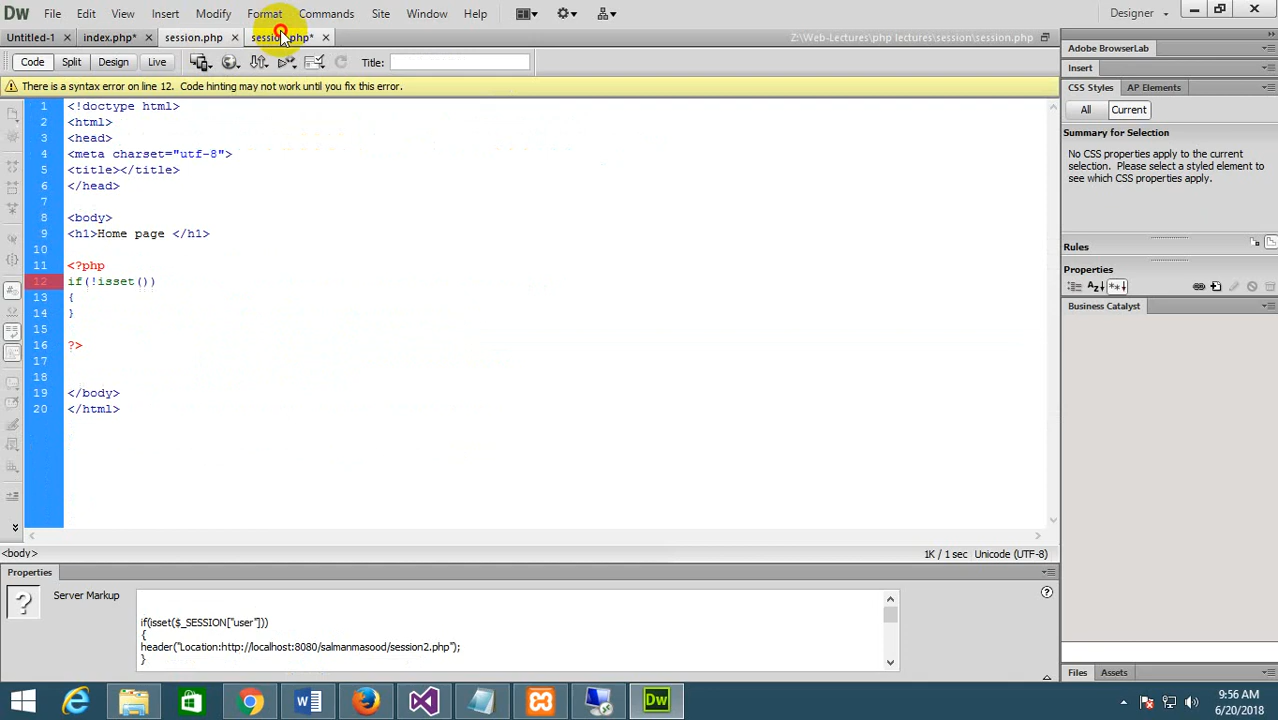 DW File Edit View Insert Modify Format Commands Site Window Help Designer
Untitled-1 × index.php* × session.php × php* × Z:\Web-Lectures\php lectures\session\session.php
Code Split Design Live Title:
There is a syntax error on line 12. Code hinting may not work until you fix this error.
1 <!doctype html>
2 <html>
3 <head>
4 <meta charset="utf-8">
5 <title></title>
6 </head>
7
8 <body>
9 <h1>Home page </h1>
10
11 <?php
12 if(!isset())
13 {
14 }
15
16 ?>
17
18
19 </body>
20 </html>
<body> 1K / 1 sec Unicode (UTF-8)
Properties
Server Markup
if(isset($_SESSION["user"]))
{
header("Location:http://localhost:8080/salmanmasood/session2.php");
}
Adobe BrowserLab
Insert
CSS Styles AP Elements
All Current
Summary for Selection
No CSS properties apply to the current
selection. Please select a styled element
to see which CSS properties apply.
Rules
Properties
Business Catalyst
Files Assets
9:56 AM
6/20/2018